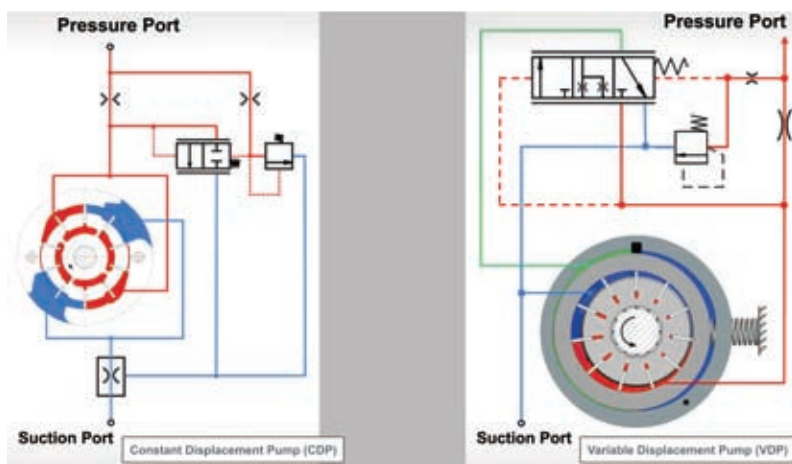 Pressure Port
Suction Port
Constant Displacement Pump (CDP)
Pressure Port
Suction Port
Variable Displacement Pump (VDP)